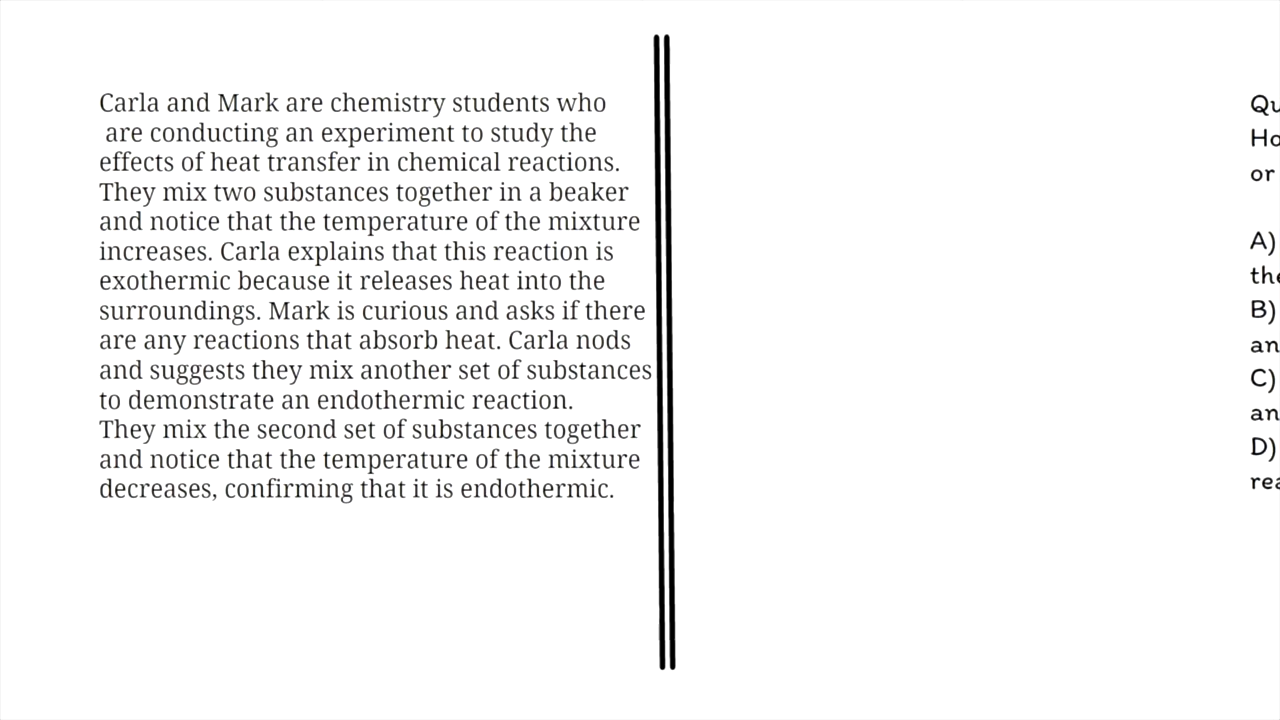 Carla and Mark are chemistry students who
are conducting an experiment to study the
effects of heat transfer in chemical reactions.
They mix two substances together in a beaker
and notice that the temperature of the mixture
increases. Carla explains that this reaction is
exothermic because it releases heat into the
surroundings. Mark is curious and asks if there
are any reactions that absorb heat. Carla nods
and suggests they mix another set of substances
to demonstrate an endothermic reaction.
They mix the second set of substances together
and notice that the temperature of the mixture
decreases, confirming that it is endothermic.
or
A)
B)
C)
D)